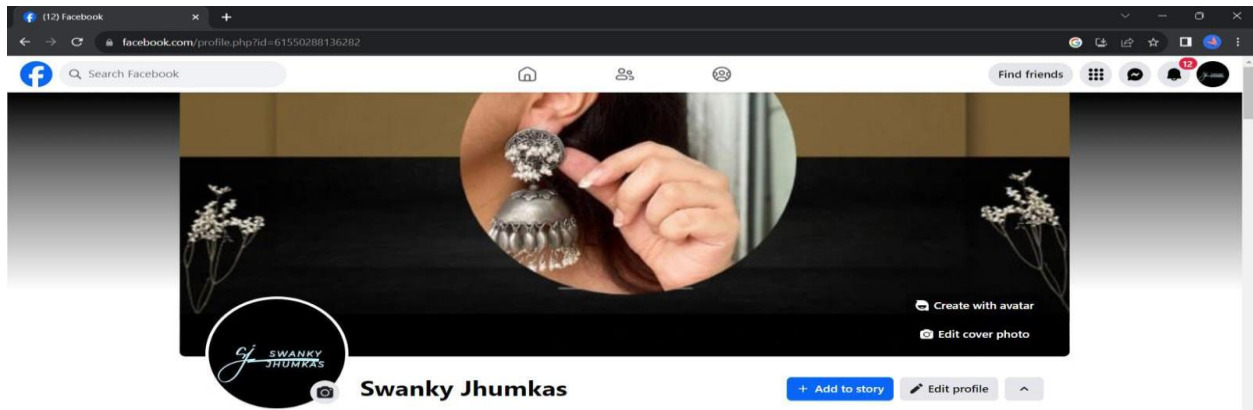 (12) Facebook
facebook.com/profile.php?id=61550288136282
Search Facebook
Find friends
12
Create with avatar
Edit cover photo
SJ SWANKY
JHUMKAS
Swanky Jhumkas
+ Add to story
Edit profile